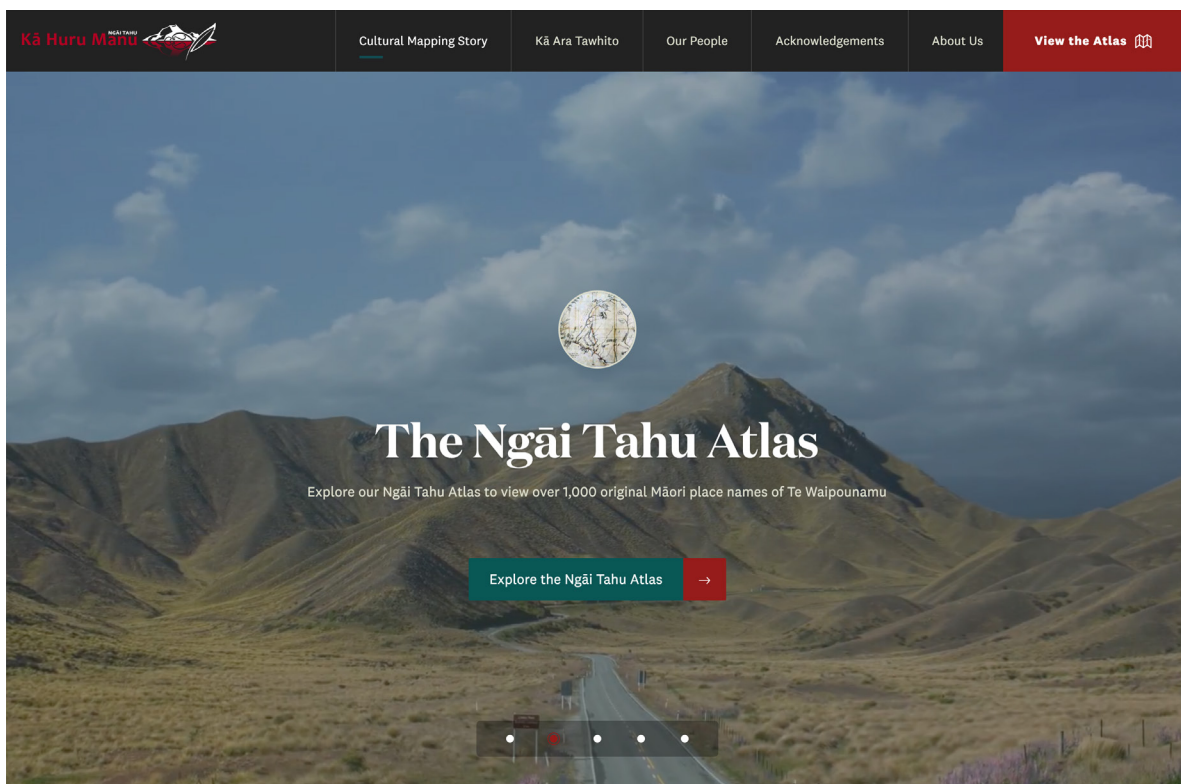 Kā Huru Manu
NGĀI TAHU
Cultural Mapping Story
Kā Ara Tawhito
Our People
Acknowledgements
About Us
View the Atlas
The Ngāi Tahu Atlas
Explore our Ngāi Tahu Atlas to view over 1,000 original Māori place names of Te Waipounamu
Explore the Ngāi Tahu Atlas →